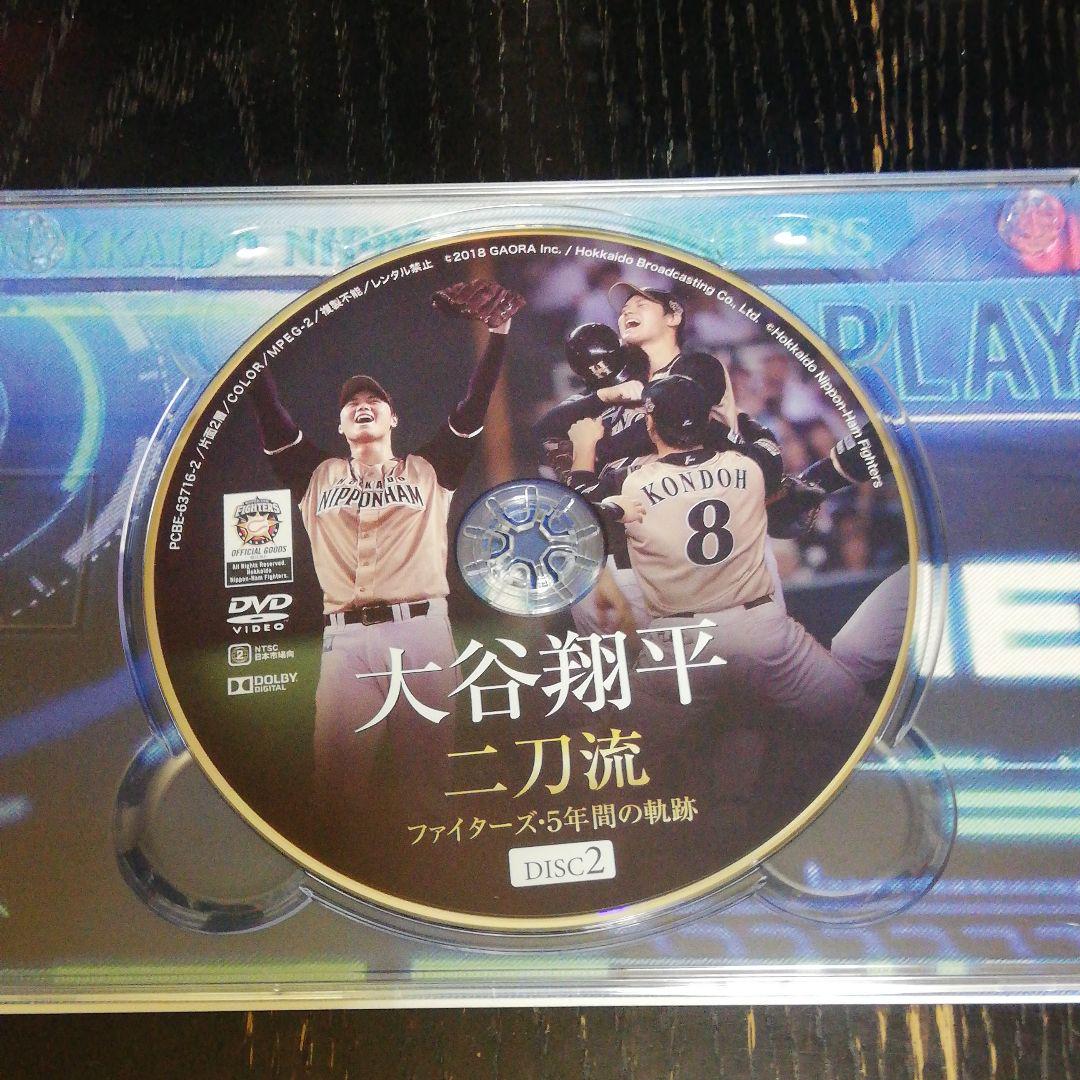 PCBE-63716-2/片面2層/COLOR/MPEG-2/複製不能/レンタル禁止 ©2018 GAORA Inc. / Hokkaido Broadcasting Co., Ltd. ©Hokkaido Nippon-Ham Fighters
HOKKAIDO
NIPPONHAM
KONDOH
8
FIGHTERS
OFFICIAL GOODS
All Rights Reserved.
Hokkaido
Nippon-Ham Fighters.
DVD
VIDEO
2
NTSC
日本市場向
DOLBY
DIGITAL
大谷翔平
二刀流
ファイターズ・5年間の軌跡
DISC2
PLAY